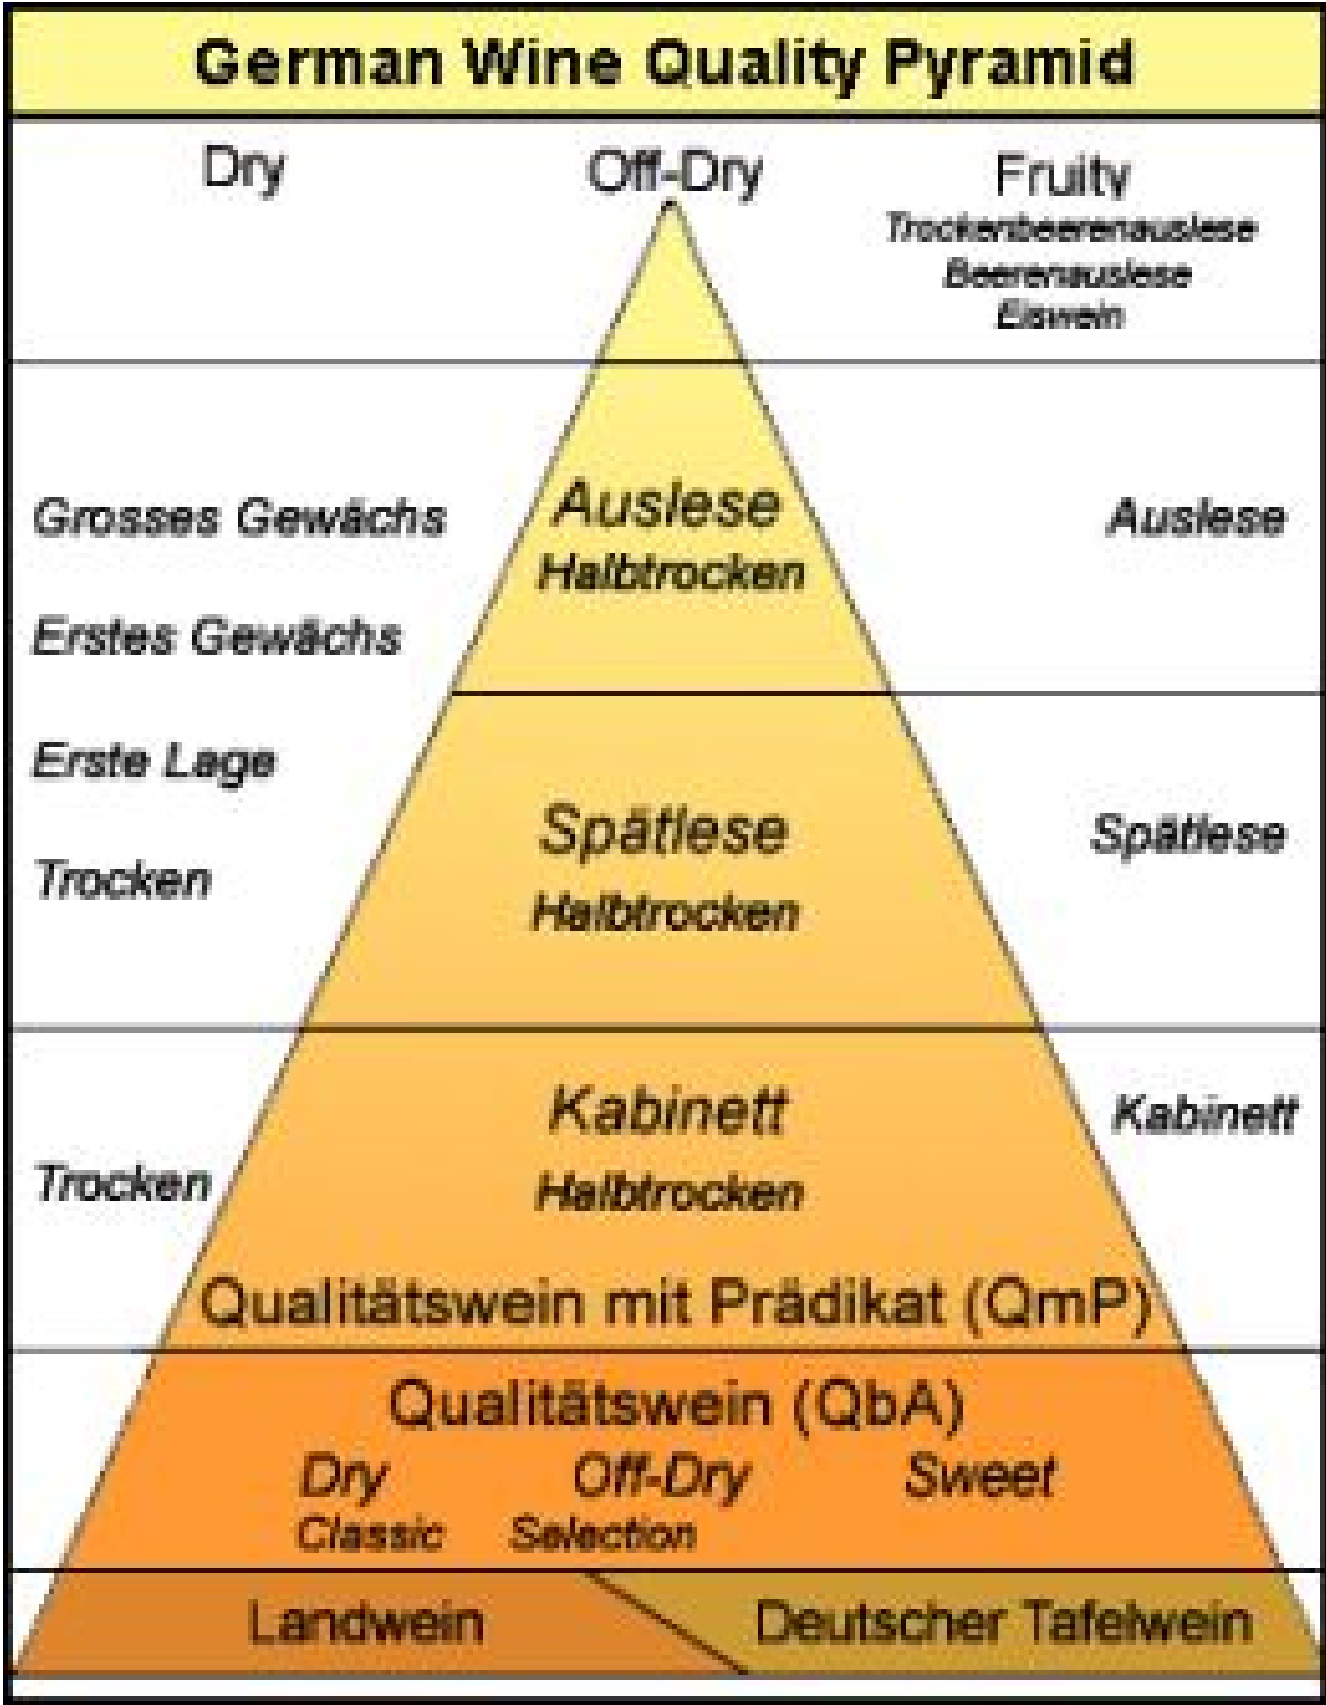 German Wine Quality Pyramid
Dry Off-Dry Fruity
Trockenbeerenauslese
Beerenauslese
Eiswein
Grosses Gewächs
Erstes Gewächs
Auslese
Halbtrocken
Auslese
Erste Lage
Trocken
Spätlese
Halbtrocken
Spätlese
Trocken
Kabinett
Halbtrocken
Kabinett
Qualitätswein mit Prädikat (QmP)
Qualitätswein (QbA)
Dry Off-Dry Sweet
Classic Selection
Landwein Deutscher Tafelwein